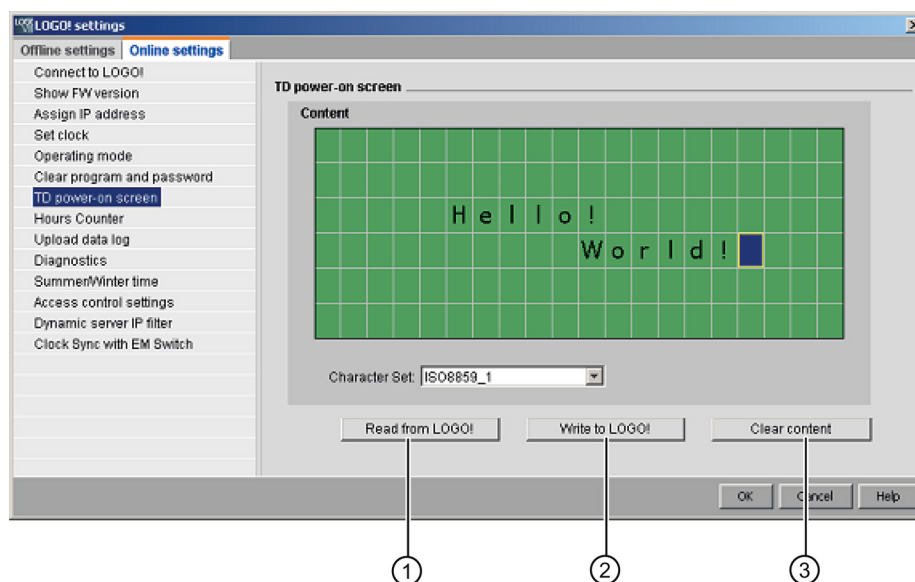 LOGO! settings
Offline settings Online settings
Connect to LOGO!
Show FW version
Assign IP address
Set clock
Operating mode
Clear program and password
TD power-on screen
Hours Counter
Upload data log
Diagnostics
Summer/Winter time
Access control settings
Dynamic server IP filter
Clock Sync with EM Switch
TD power-on screen
Content
Hello!
World!
Character Set: ISO8859_1
Read from LOGO! Write to LOGO! Clear content
OK Cancel Help
1 2 3